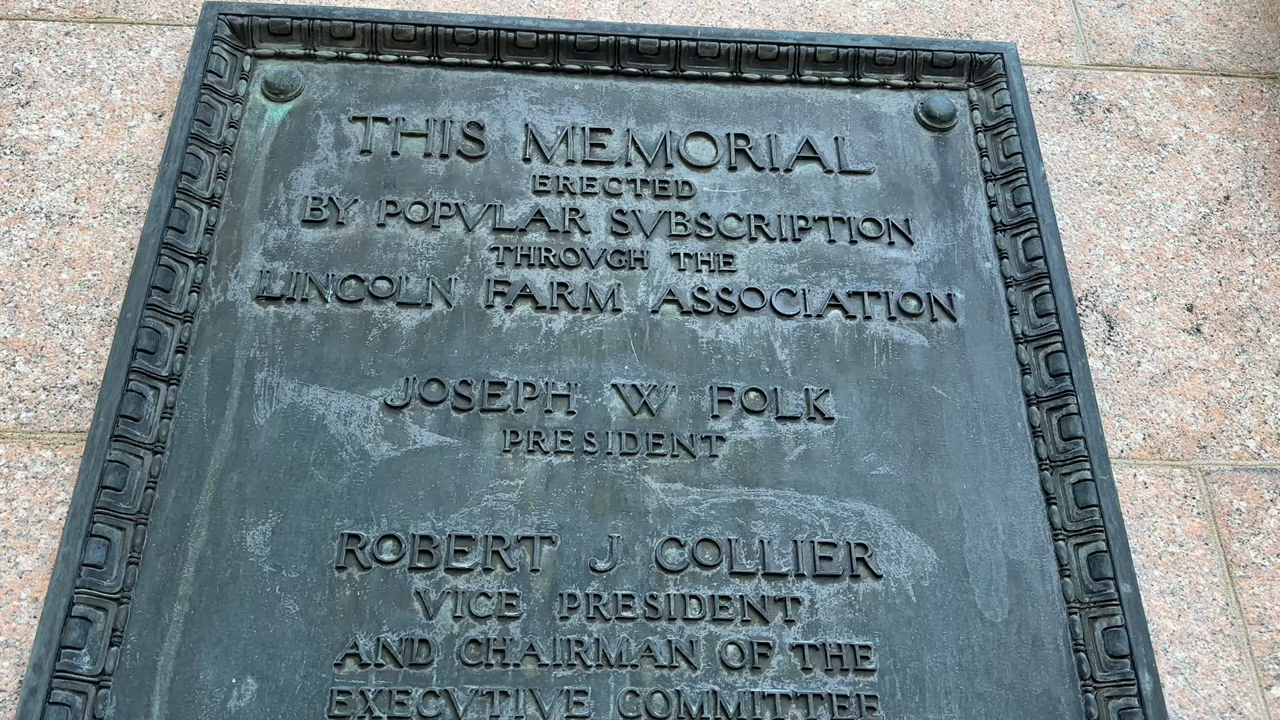 THIS MEMORIAL
ERECTED
BY POPVLAR SVBSCRIPTION
THROVGH THE
LINCOLN FARM ASSOCIATION
JOSEPH W FOLK
PRESIDENT
ROBERT J COLLIER
VICE PRESIDENT
AND CHAIRMAN OF THE
EXECVTIVE COMMITTEE